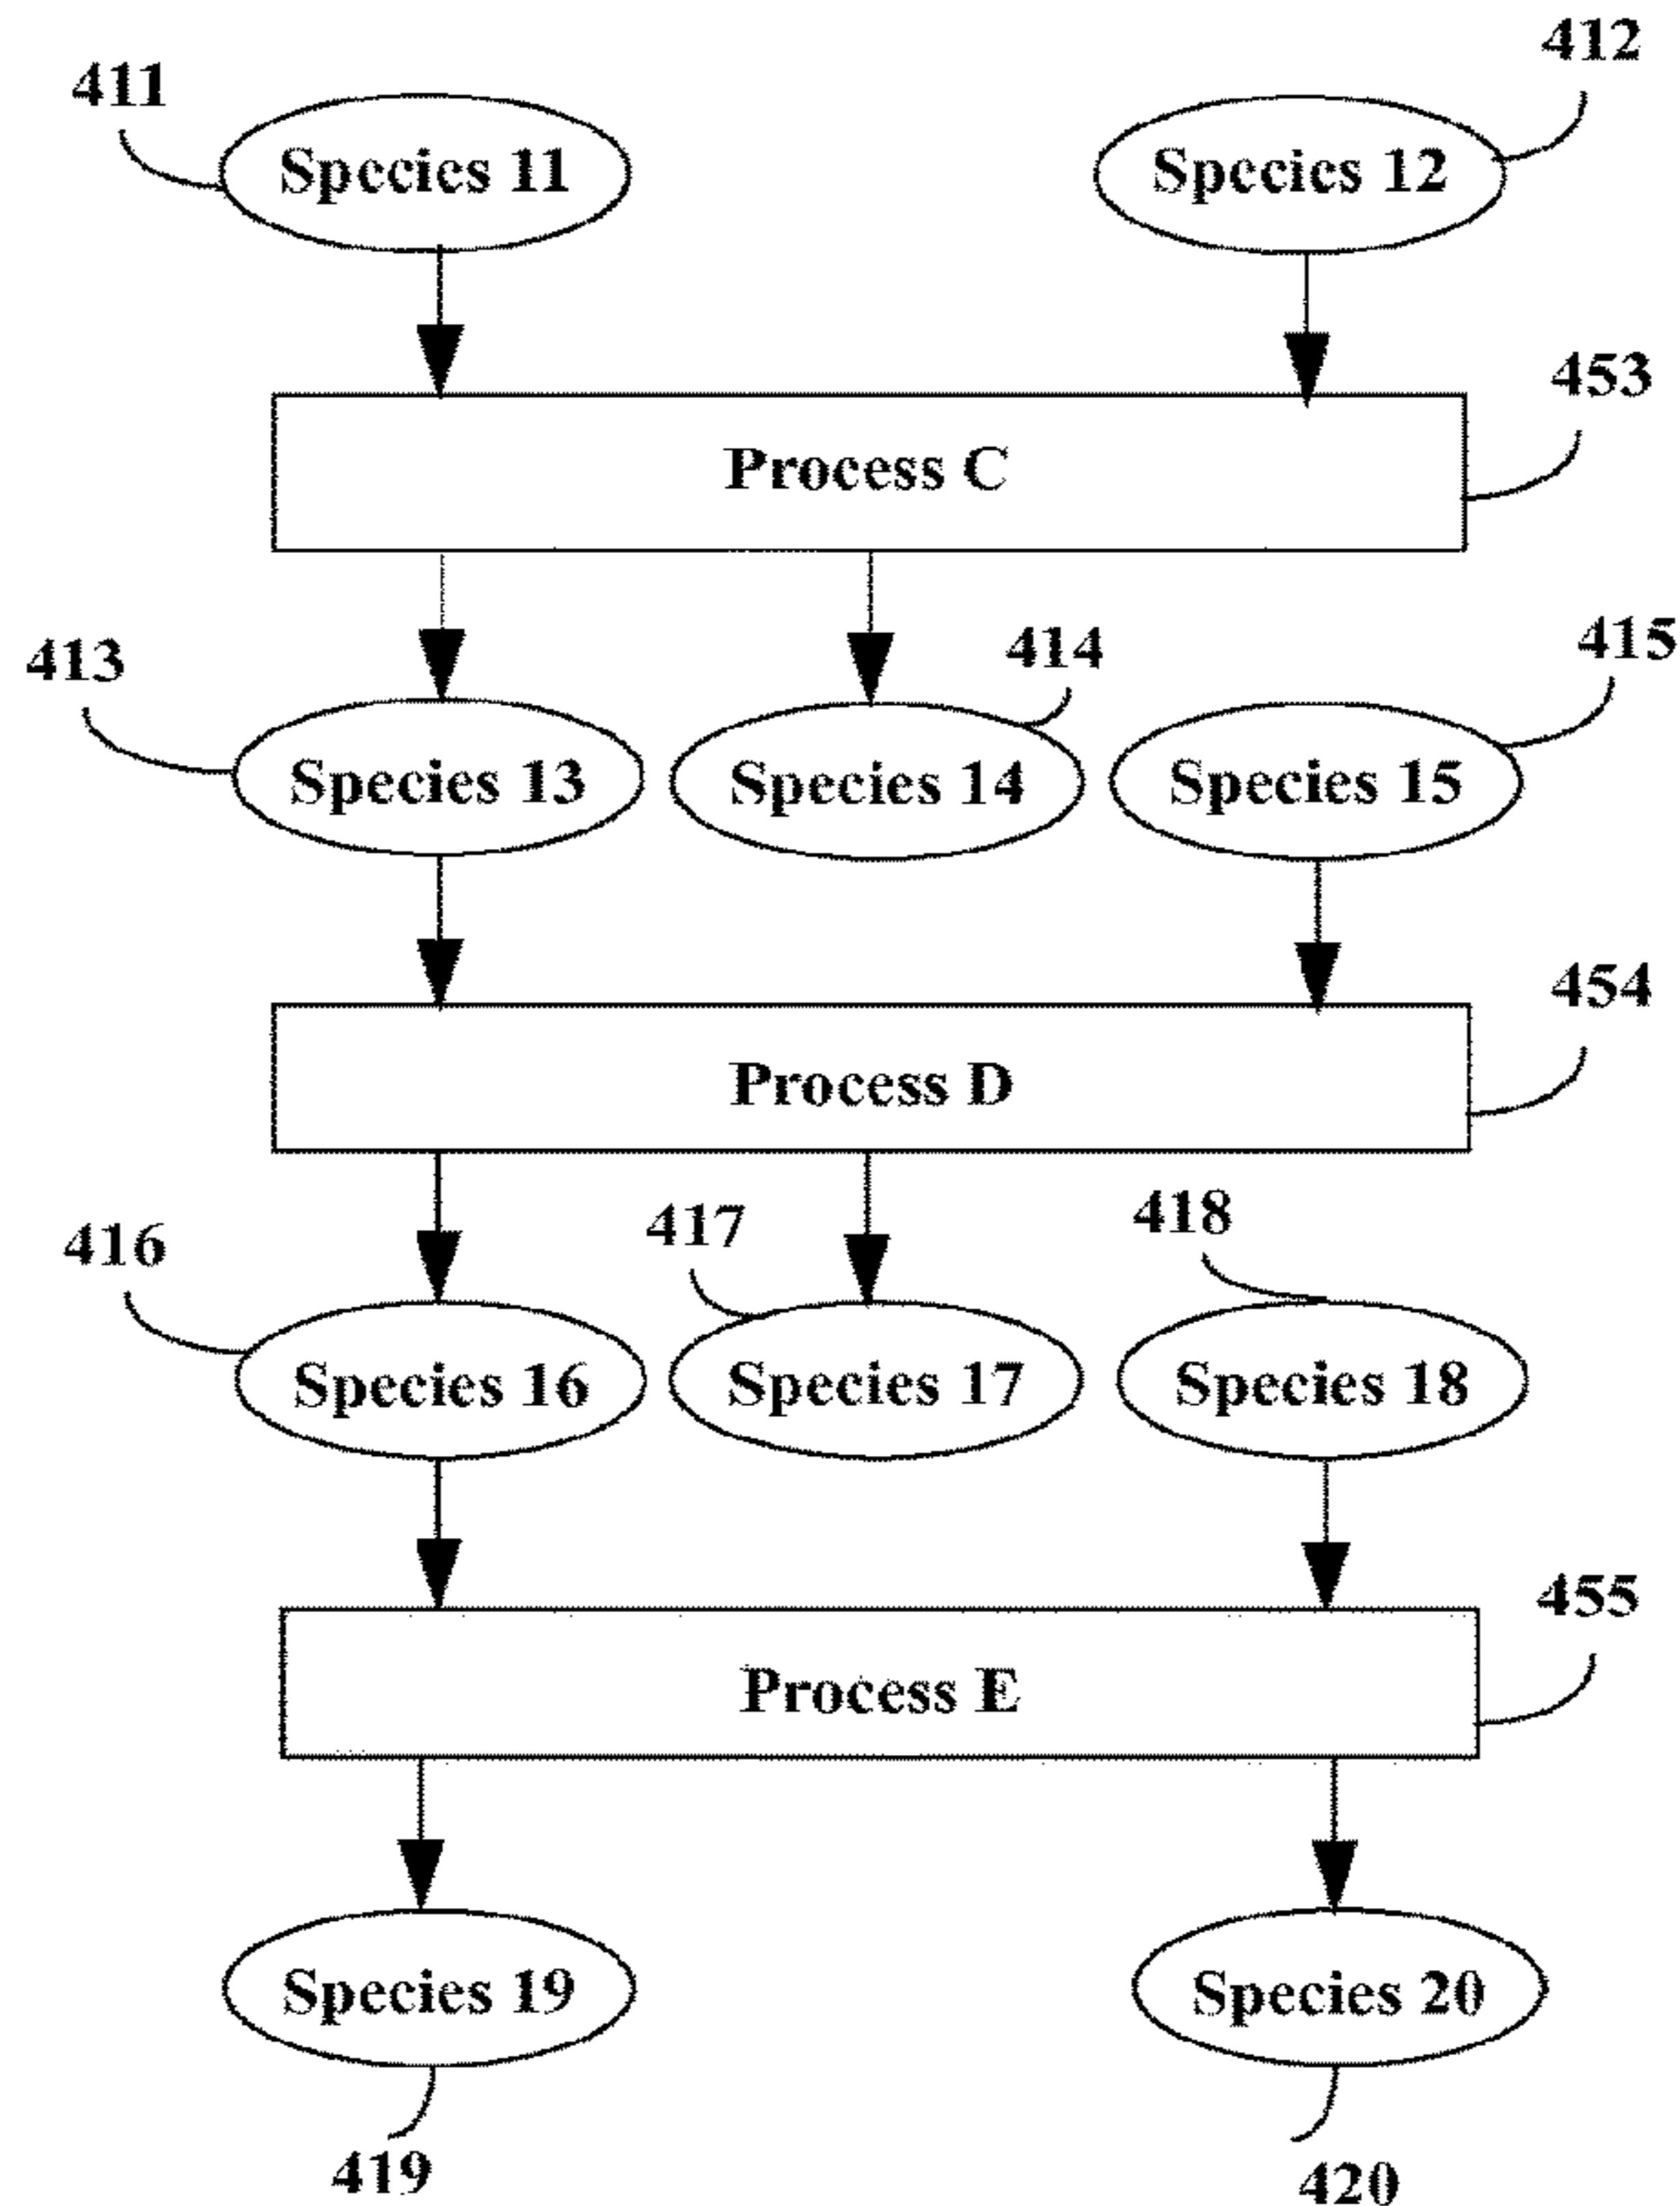 412
411
Species 11
Species 12
453
Process C
413
414
415
Species 13
Species 14
Species 15
454
Process D
416
417
418
Species 16
Species 17
Species 18
455
Process E
Species 19
Species 20
419
420